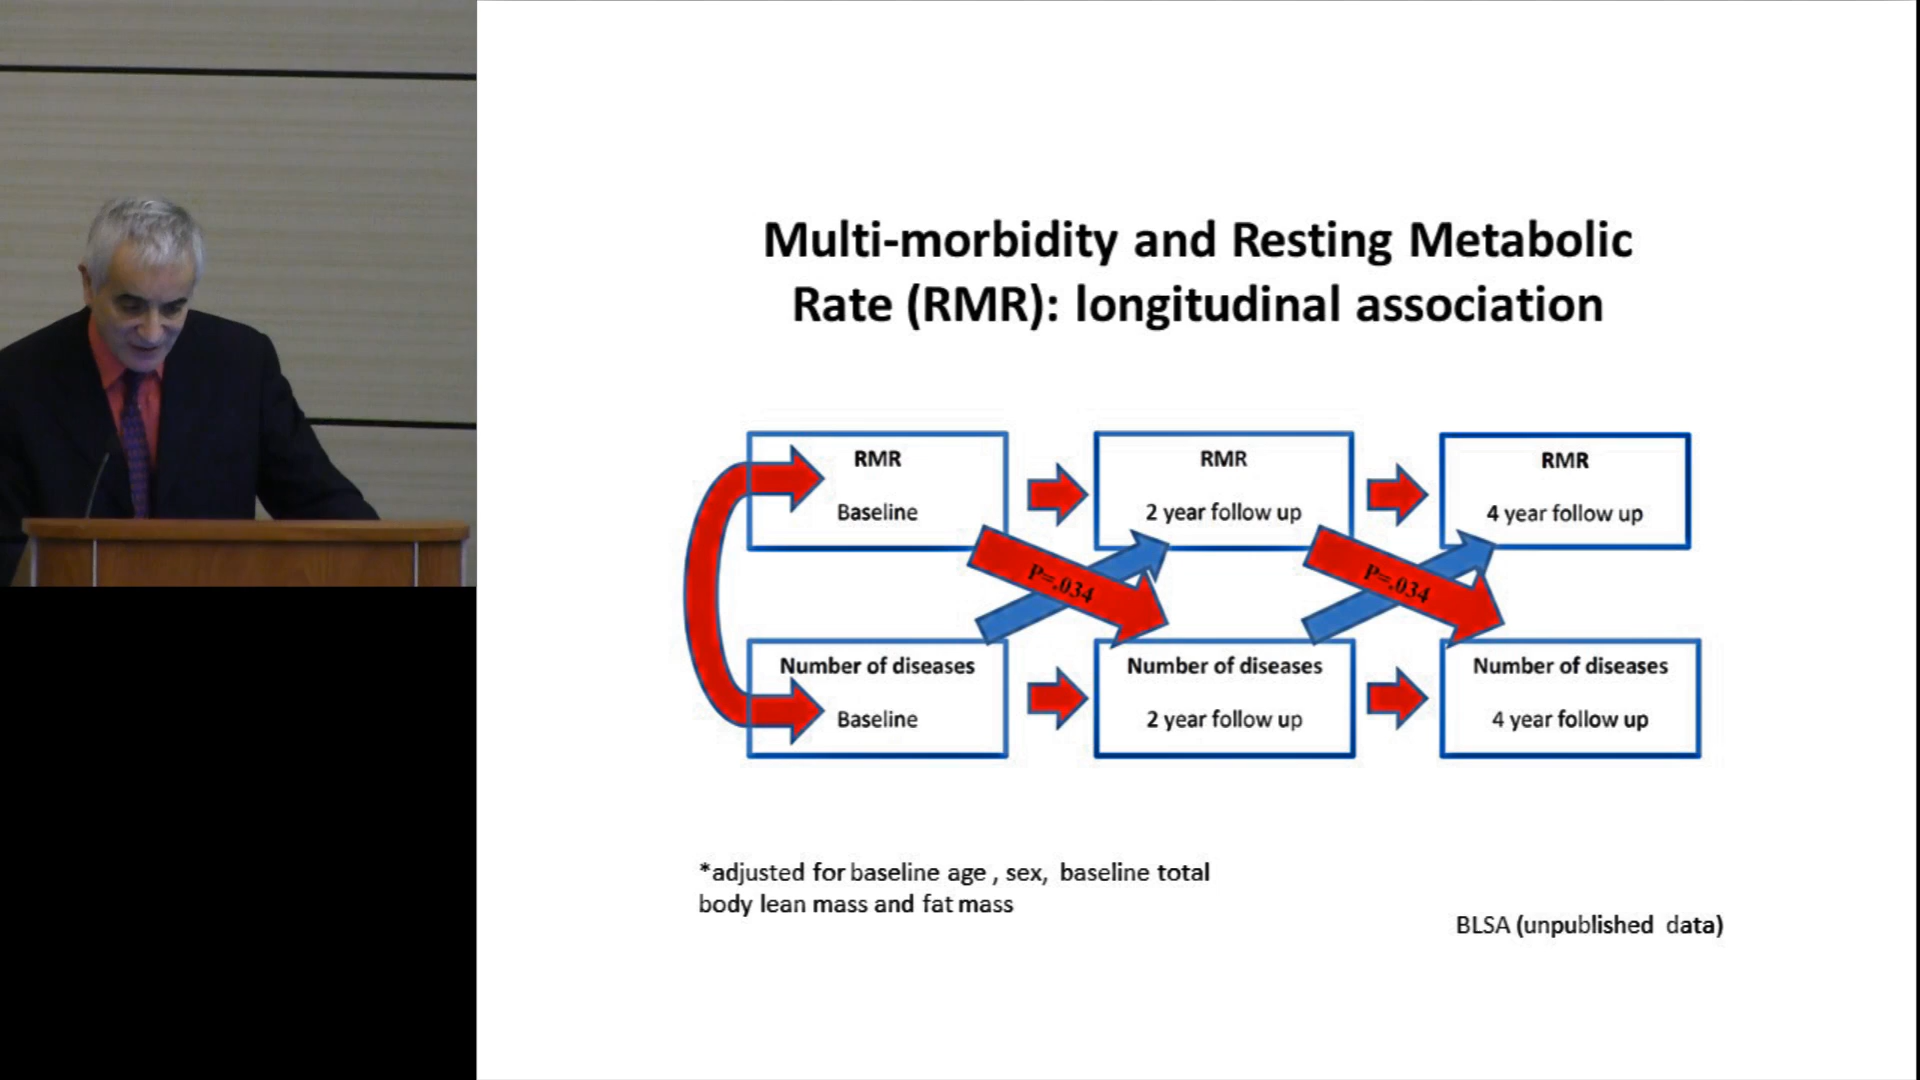 Multi-morbidity and Resting Metabolic
Rate (RMR): longitudinal association
RMR
Baseline
RMR
2 year follow up
RMR
4 year follow up
P=.034
P=.034
Number of diseases
Baseline
Number of diseases
2 year follow up
Number of diseases
4 year follow up
*adjusted for baseline age , sex, baseline total
body lean mass and fat mass
BLSA (unpublished data)